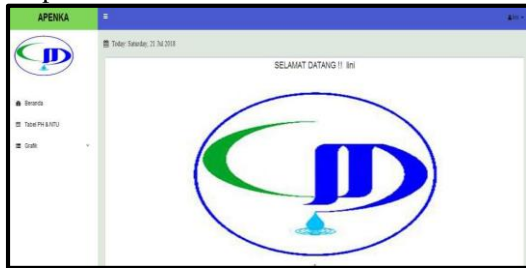 APENKA
Today: Saturday, 21 Jul 2018
SELAMAT DATANG !! lini
Beranda
Tabel PH & NTU
Grafik